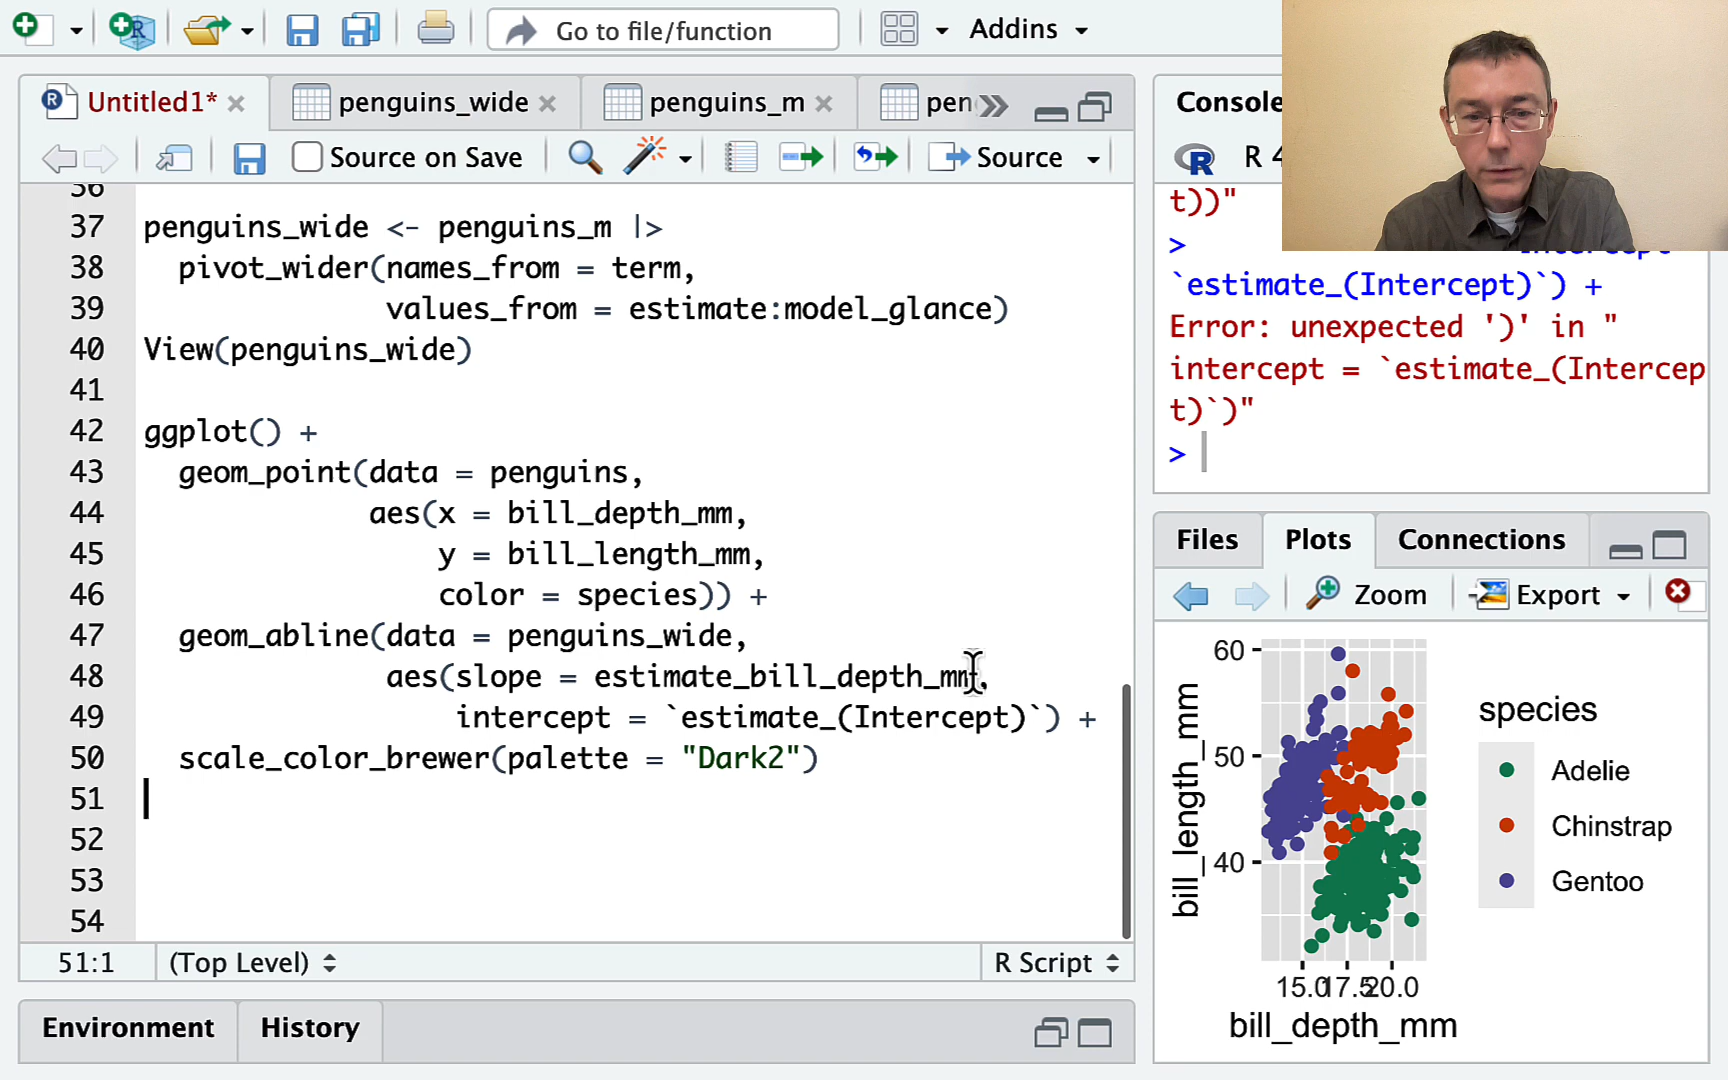 Go to file/function
Addins
Untitled1*
penguins_wide
penguins_m
pen
Source on Save
Source
36
37 penguins_wide <- penguins_m |>
38 pivot_wider(names_from = term,
39 values_from = estimate:model_glance)
40 View(penguins_wide)
41
42 ggplot() +
43 geom_point(data = penguins,
44 aes(x = bill_depth_mm,
45 y = bill_length_mm,
46 color = species)) +
47 geom_abline(data = penguins_wide,
48 aes(slope = estimate_bill_depth_mm,
49 intercept = `estimate_(Intercept)`) +
50 scale_color_brewer(palette = "Dark2")
51
52
53
54
51:1 (Top Level) R Script
Environment
History
Console
R 4
t))"
> intercept
`estimate_(Intercept)`) +
Error: unexpected ')' in "
intercept = `estimate_(Intercep
t)`)"
>
Files
Plots
Connections
Zoom
Export
60
50
40
bill_length_mm
15.0 17.5 20.0
bill_depth_mm
species
Adelie
Chinstrap
Gentoo